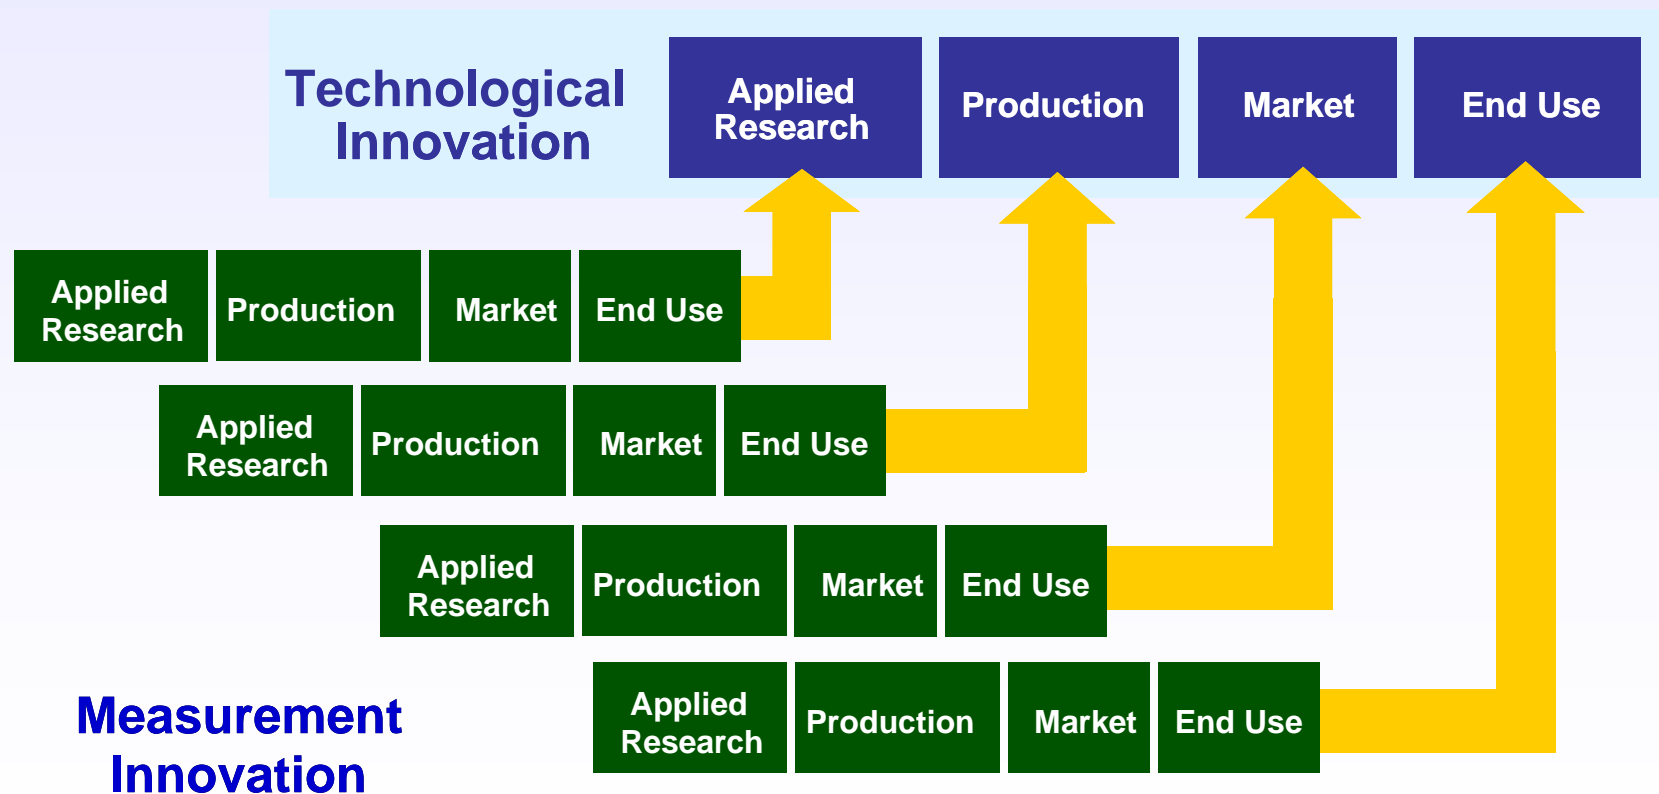 Technological
Innovation
Applied
Research
Production
Market
End Use
Applied
Research
Production
Market
End Use
Applied
Research
Production
Market
End Use
Applied
Research
Production
Market
End Use
Applied
Research
Production
Market
End Use
Measurement
Innovation